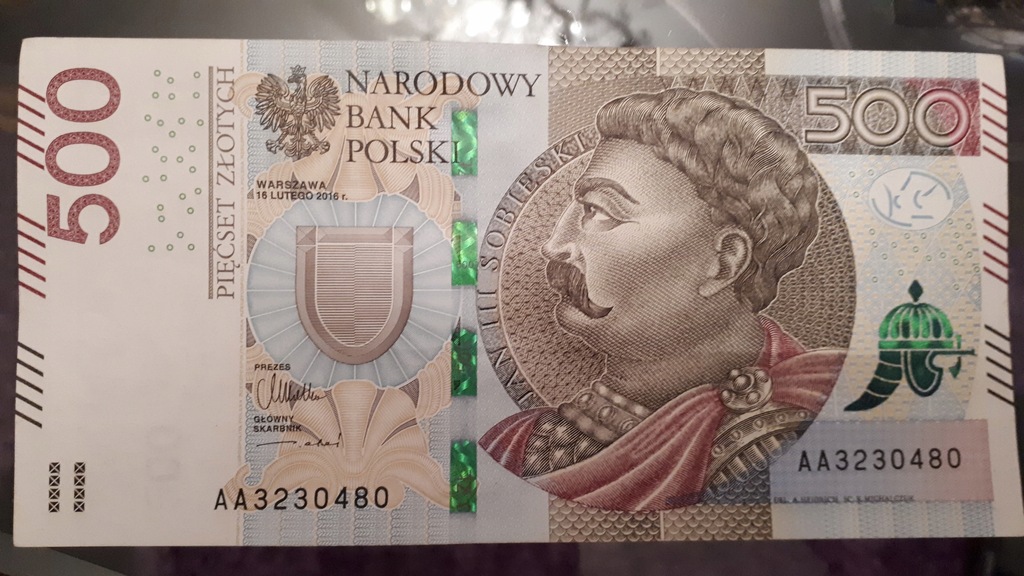 500
PIĘĆSET ZŁOTYCH
NARODOWY
BANK
POLSKI
WARSZAWA
16 LUTEGO 2016 r.
PREZES
GŁÓWNY
SKARBNIK
AA3230480
JAN III SOBIESKI
500
AA3230480